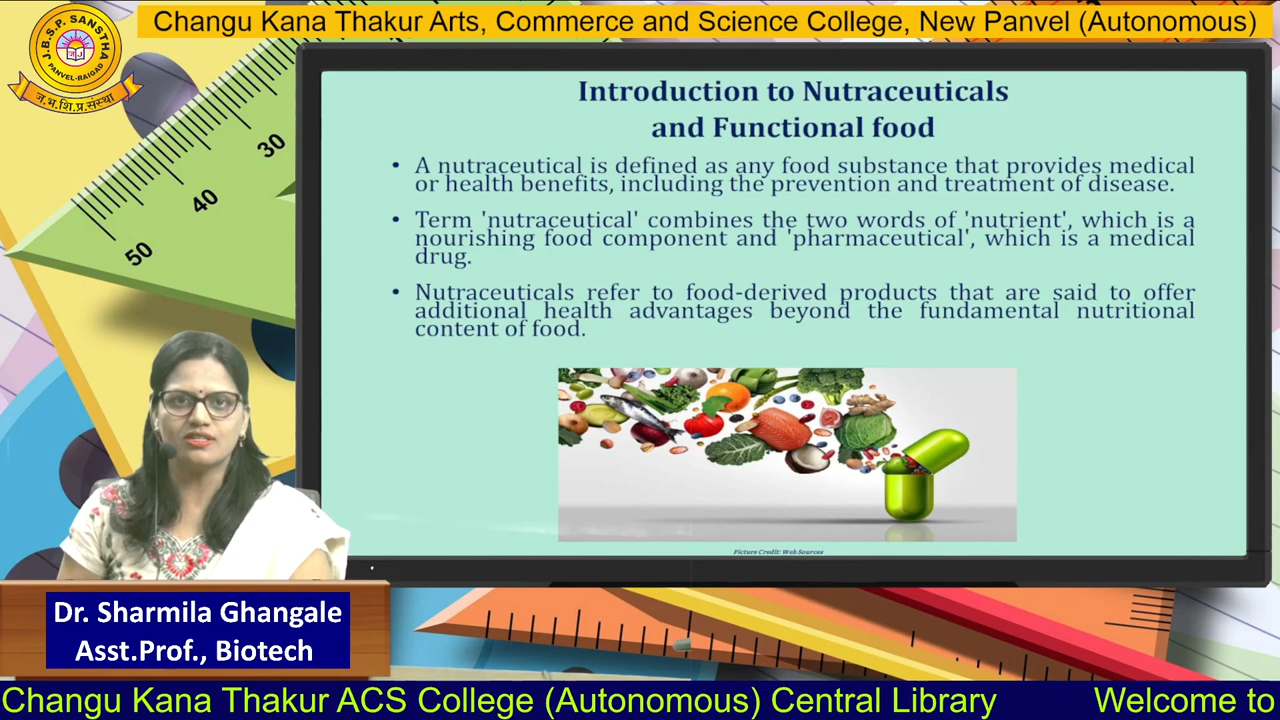 Changu Kana Thakur Arts, Commerce and Science College, New Panvel (Autonomous)
J.B.S.P. SANSTHA
PANVEL-RAIGAD
ज.भ.शि.प्र.संस्था
30
40
50
Introduction to Nutraceuticals
and Functional food
• A nutraceutical is defined as any food substance that provides medical
or health benefits, including the prevention and treatment of disease.
• Term 'nutraceutical' combines the two words of 'nutrient', which is a
nourishing food component and 'pharmaceutical', which is a medical
drug.
• Nutraceuticals refer to food-derived products that are said to offer
additional health advantages beyond the fundamental nutritional
content of food.
Picture Credit: Web Sources
Dr. Sharmila Ghangale
Asst.Prof., Biotech
Changu Kana Thakur ACS College (Autonomous) Central Library Welcome to